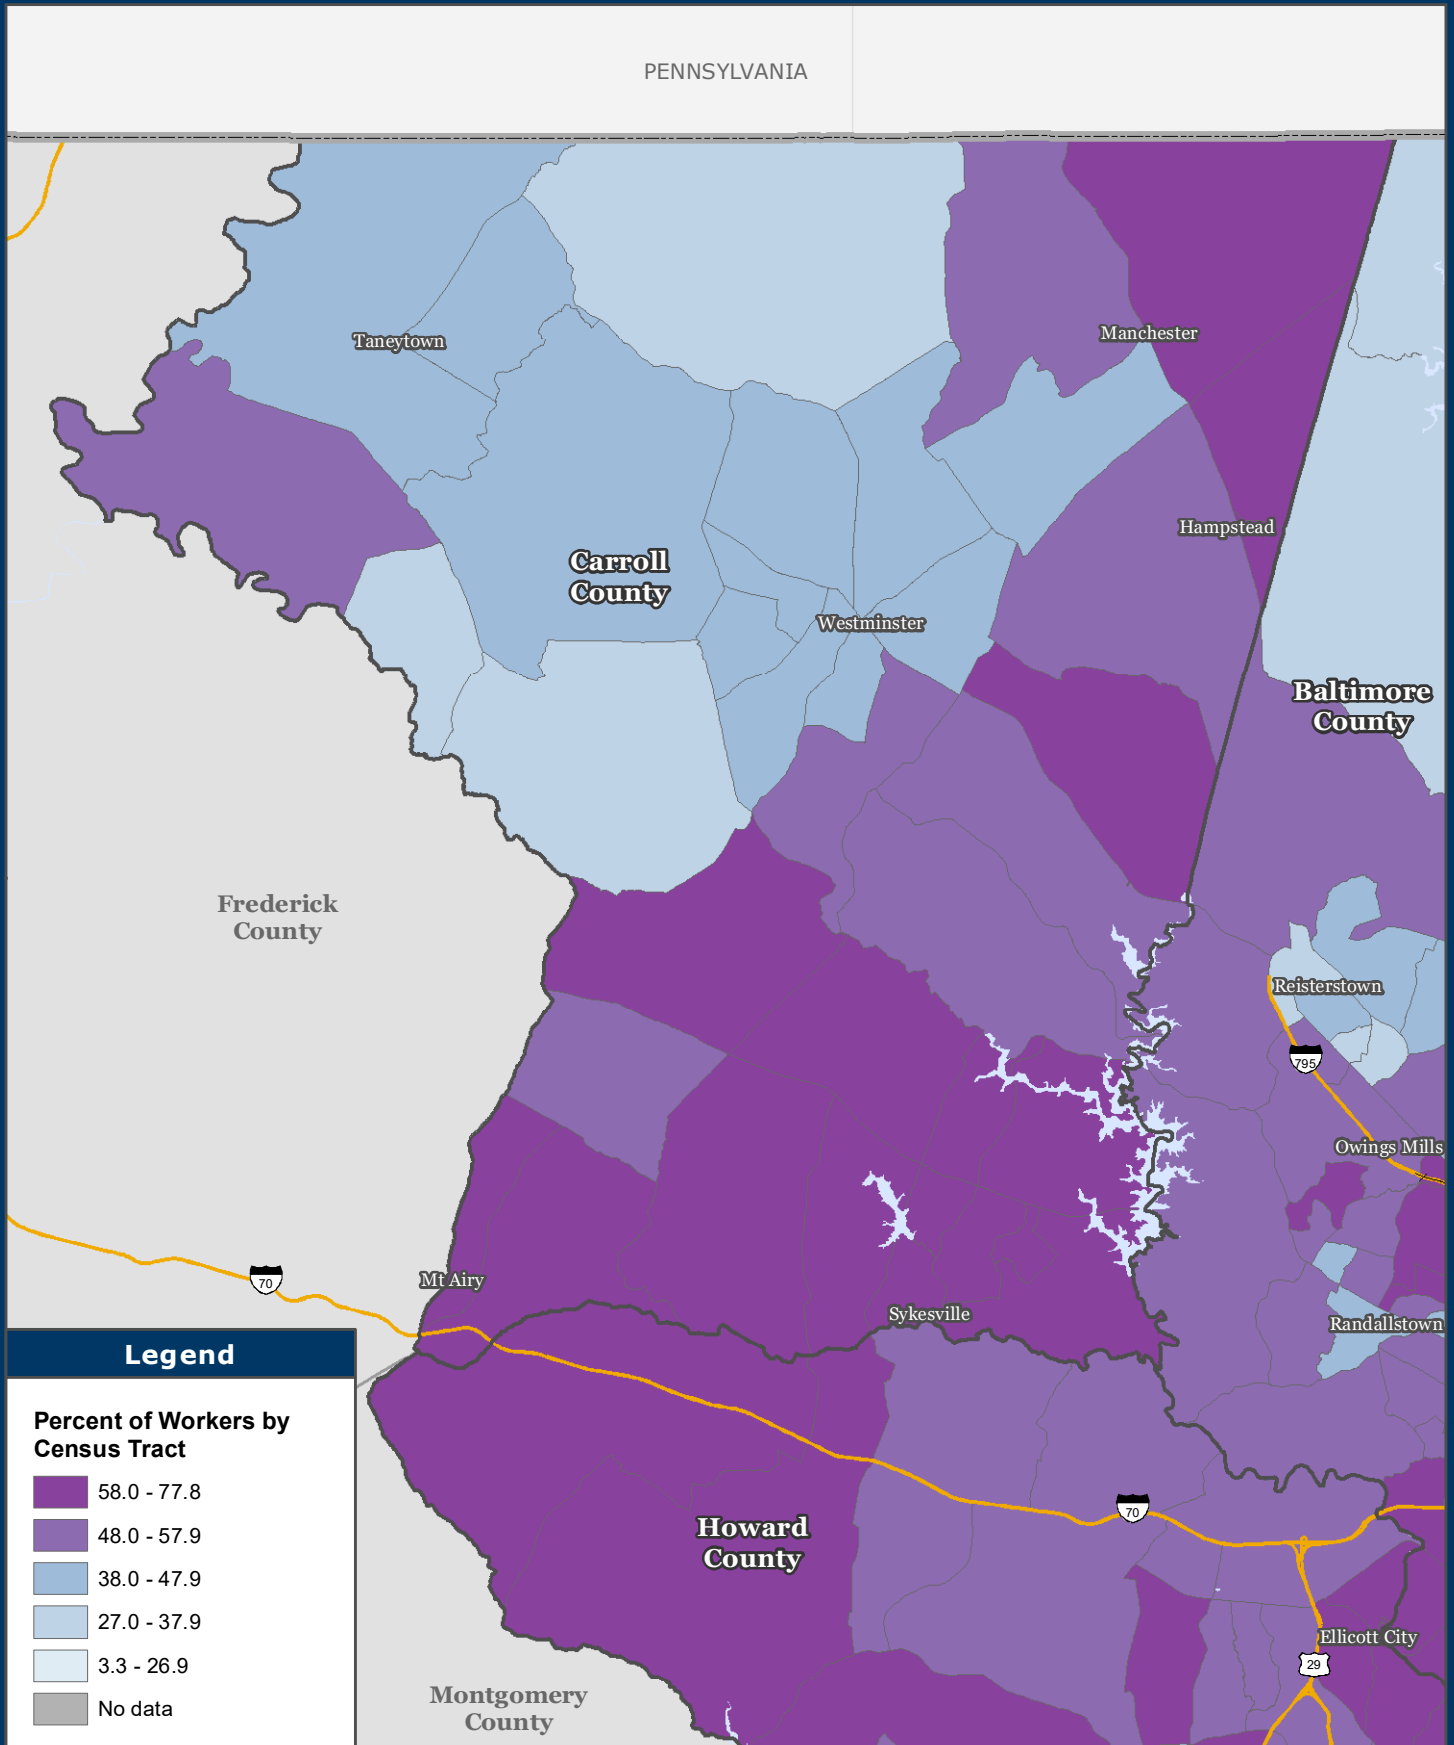 PENNSYLVANIA
Taneytown
Manchester
Hampstead
Carroll
County
Westminster
Baltimore
County
Frederick
County
Reisterstown
795
Owings Mills
70
Mt Airy
Sykesville
Randallstown
Legend
Percent of Workers by
Census Tract
58.0 - 77.8
48.0 - 57.9
38.0 - 47.9
27.0 - 37.9
3.3 - 26.9
No data
70
Howard
County
Ellicott City
29
Montgomery
County